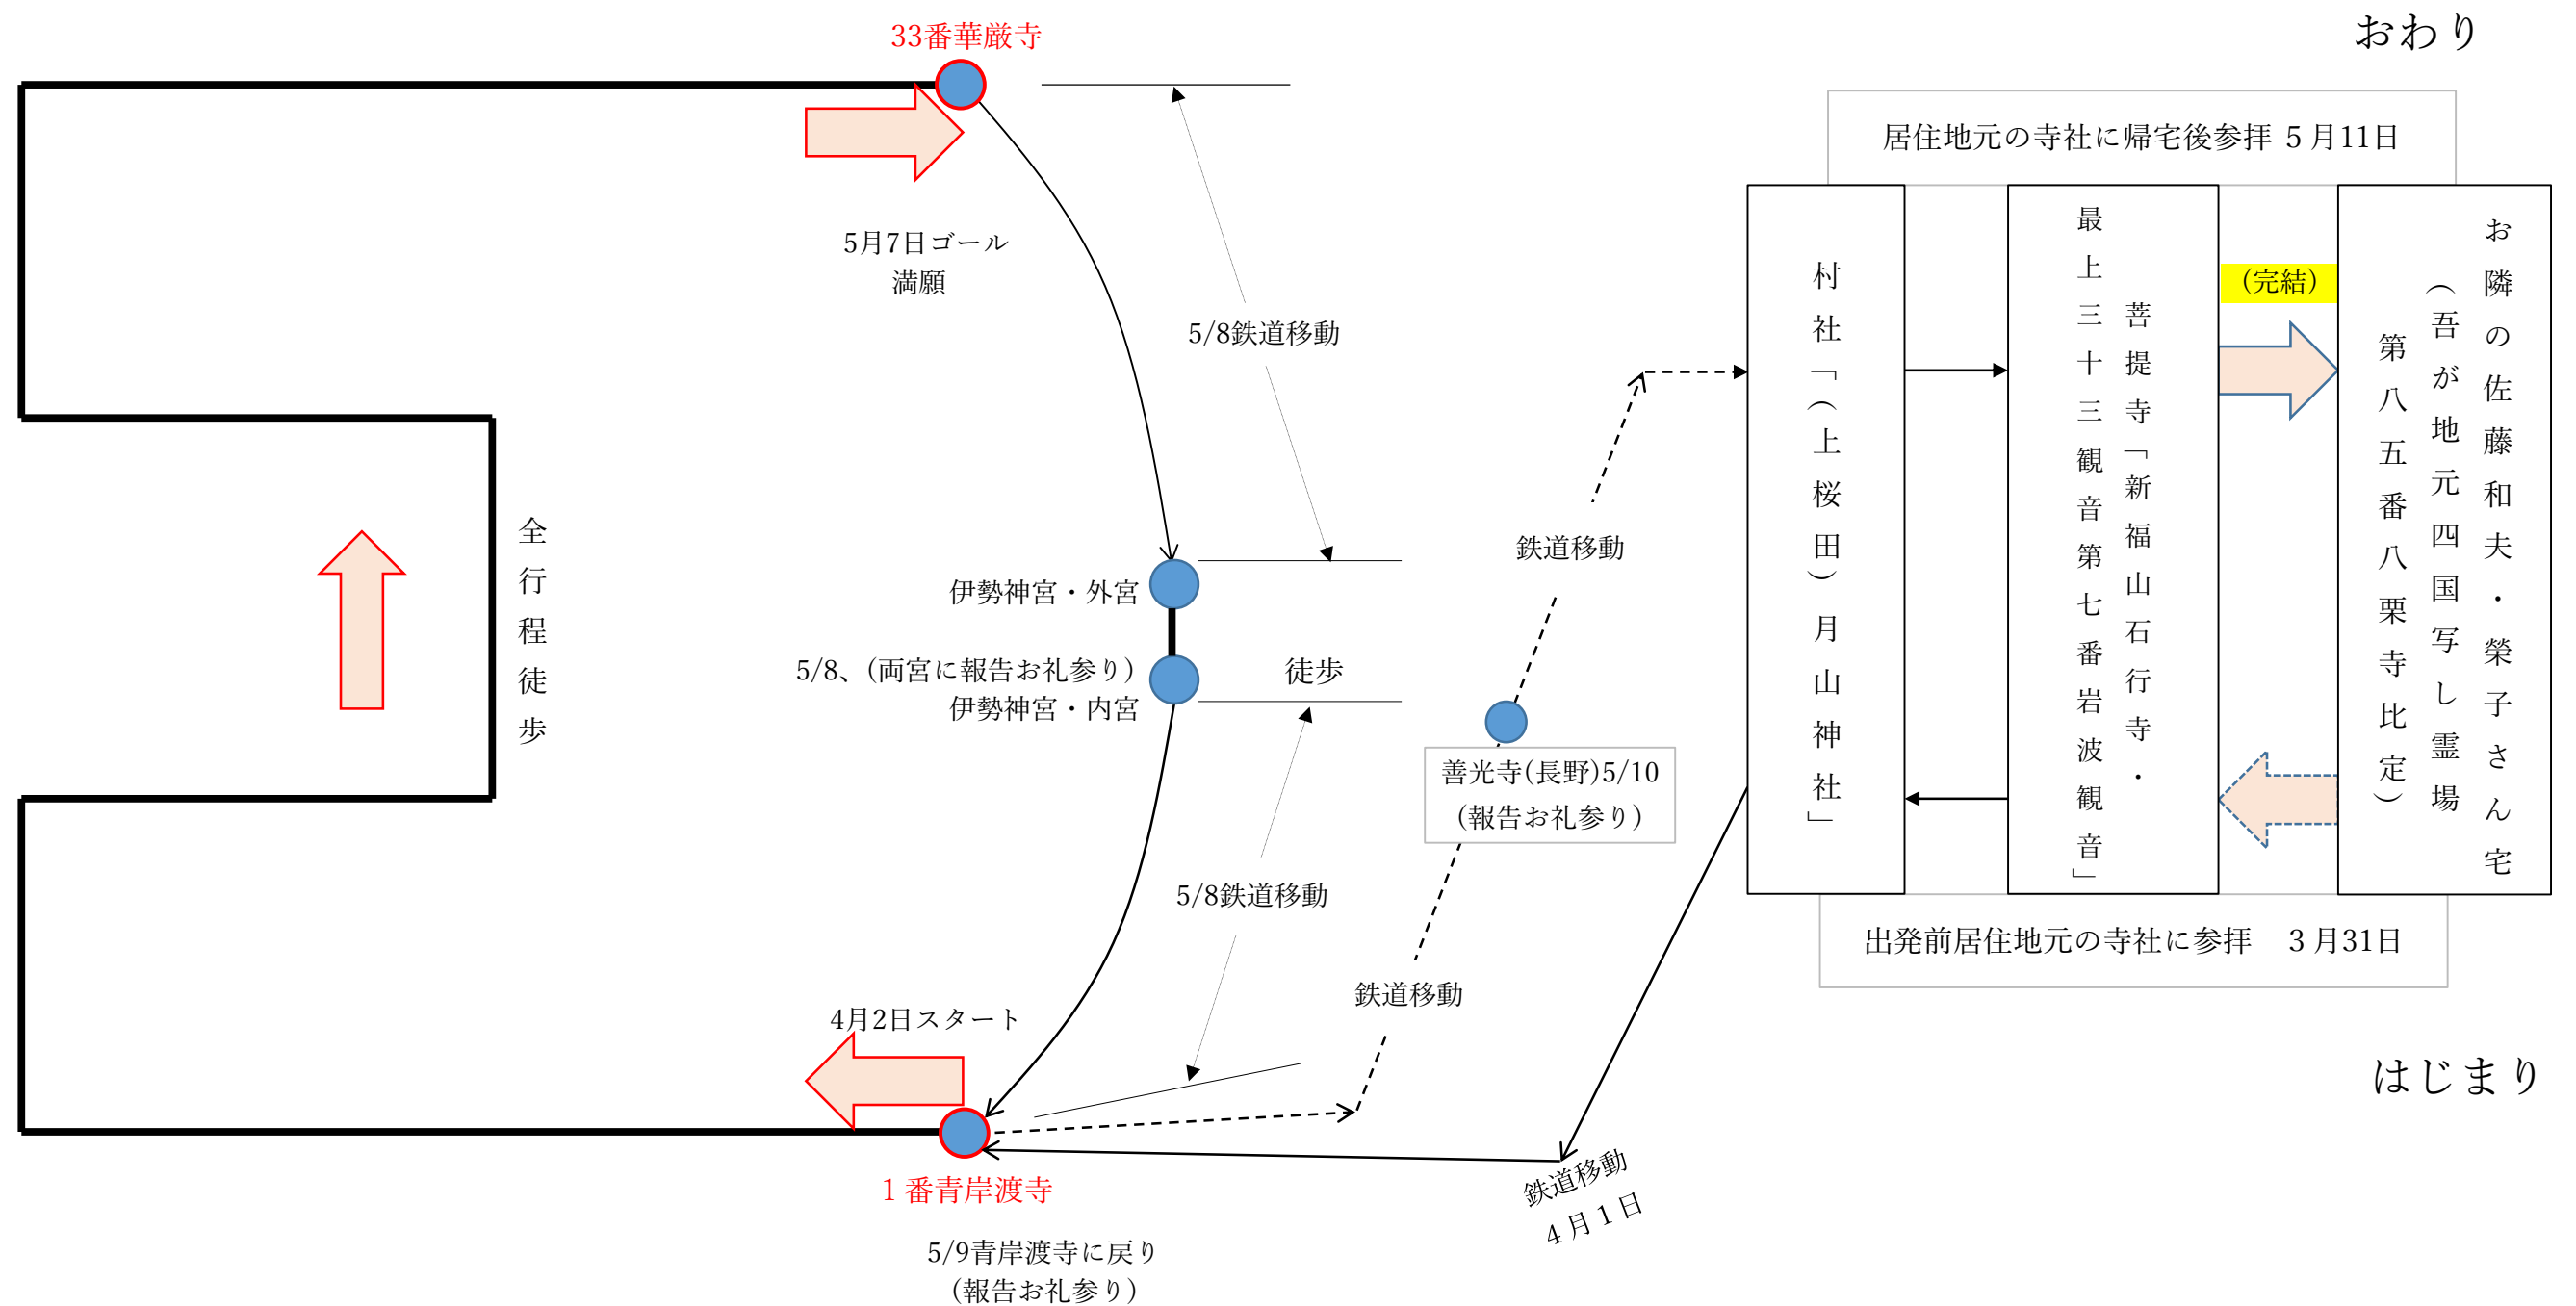 おわり
33番華厳寺
居住地元の寺社に帰宅後参拝 5月11日
お隣の佐藤和夫・榮子さん宅
(吾が地元四国写し霊場
第八五番八栗寺比定)
(完結)
菩提寺「新福山石行寺・
最上三十三観音第七番岩波観音」
村社「(上桜田)月山神社」
5月7日ゴール
満願
5/8鉄道移動
全行程徒歩
鉄道移動
伊勢神宮・外宮
5/8、(両宮に報告お礼参り)
伊勢神宮・内宮
徒歩
善光寺(長野)5/10
(報告お礼参り)
5/8鉄道移動
鉄道移動
出発前居住地元の寺社に参拝　3月31日
4月2日スタート
はじまり
1番青岸渡寺
鉄道移動
4月1日
5/9青岸渡寺に戻り
(報告お礼参り)